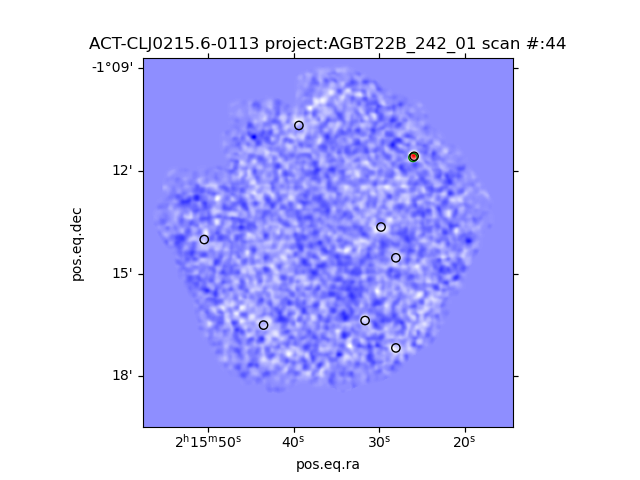 ACT-CLJ0215.6-0113 project:AGBT22B_242_01 scan #:44
-1°09'
12'
15'
18'
pos.eq.dec
2ʰ15ᵐ50ˢ 40ˢ 30ˢ 20ˢ
pos.eq.ra